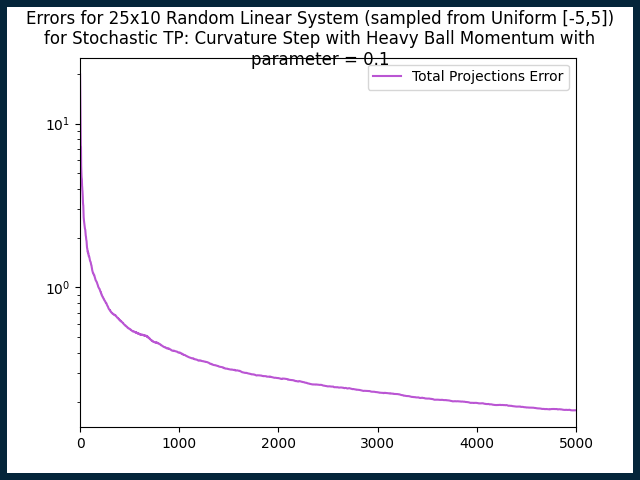 Errors for 25x10 Random Linear System (sampled from Uniform [-5,5])
for Stochastic TP: Curvature Step with Heavy Ball Momentum with
parameter = 0.1
Total Projections Error
10¹
10⁰
0 1000 2000 3000 4000 5000